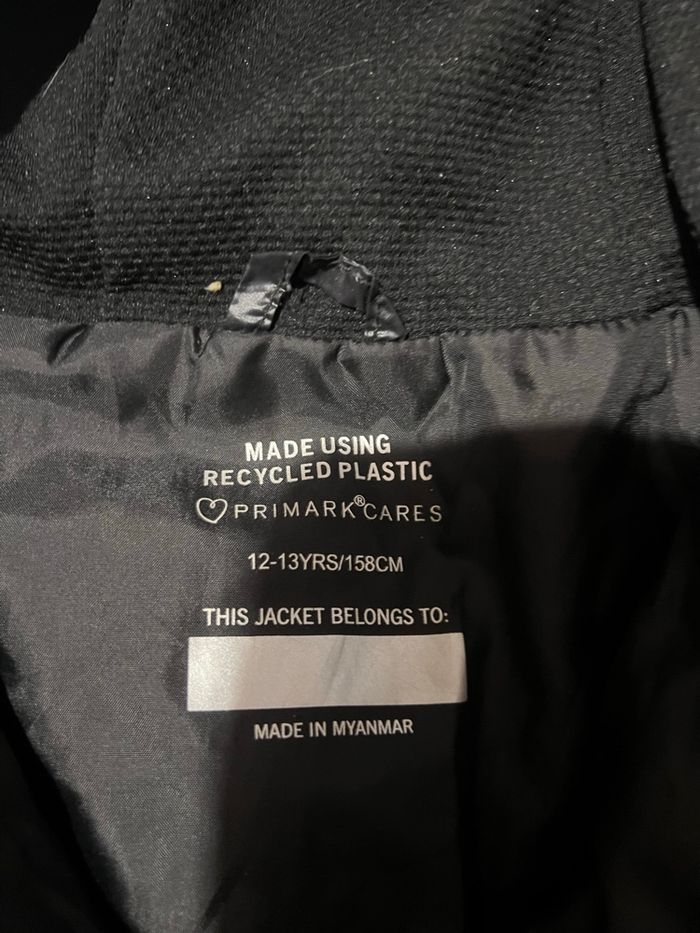 MADE USING
RECYCLED PLASTIC
PRIMARK®CARES
12-13YRS/158CM
THIS JACKET BELONGS TO:
MADE IN MYANMAR